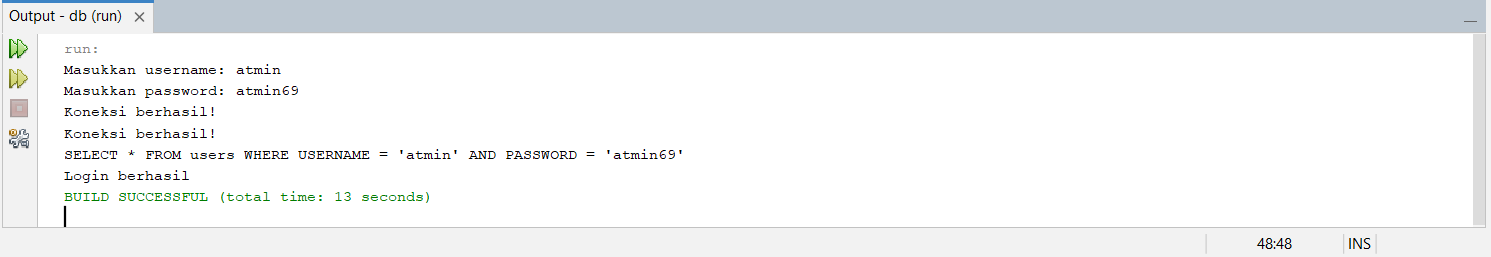 Output - db (run)
run:
Masukkan username: atmin
Masukkan password: atmin69
Koneksi berhasil!
Koneksi berhasil!
SELECT * FROM users WHERE USERNAME = 'atmin' AND PASSWORD = 'atmin69'
Login berhasil
BUILD SUCCESSFUL (total time: 13 seconds)
48:48 INS